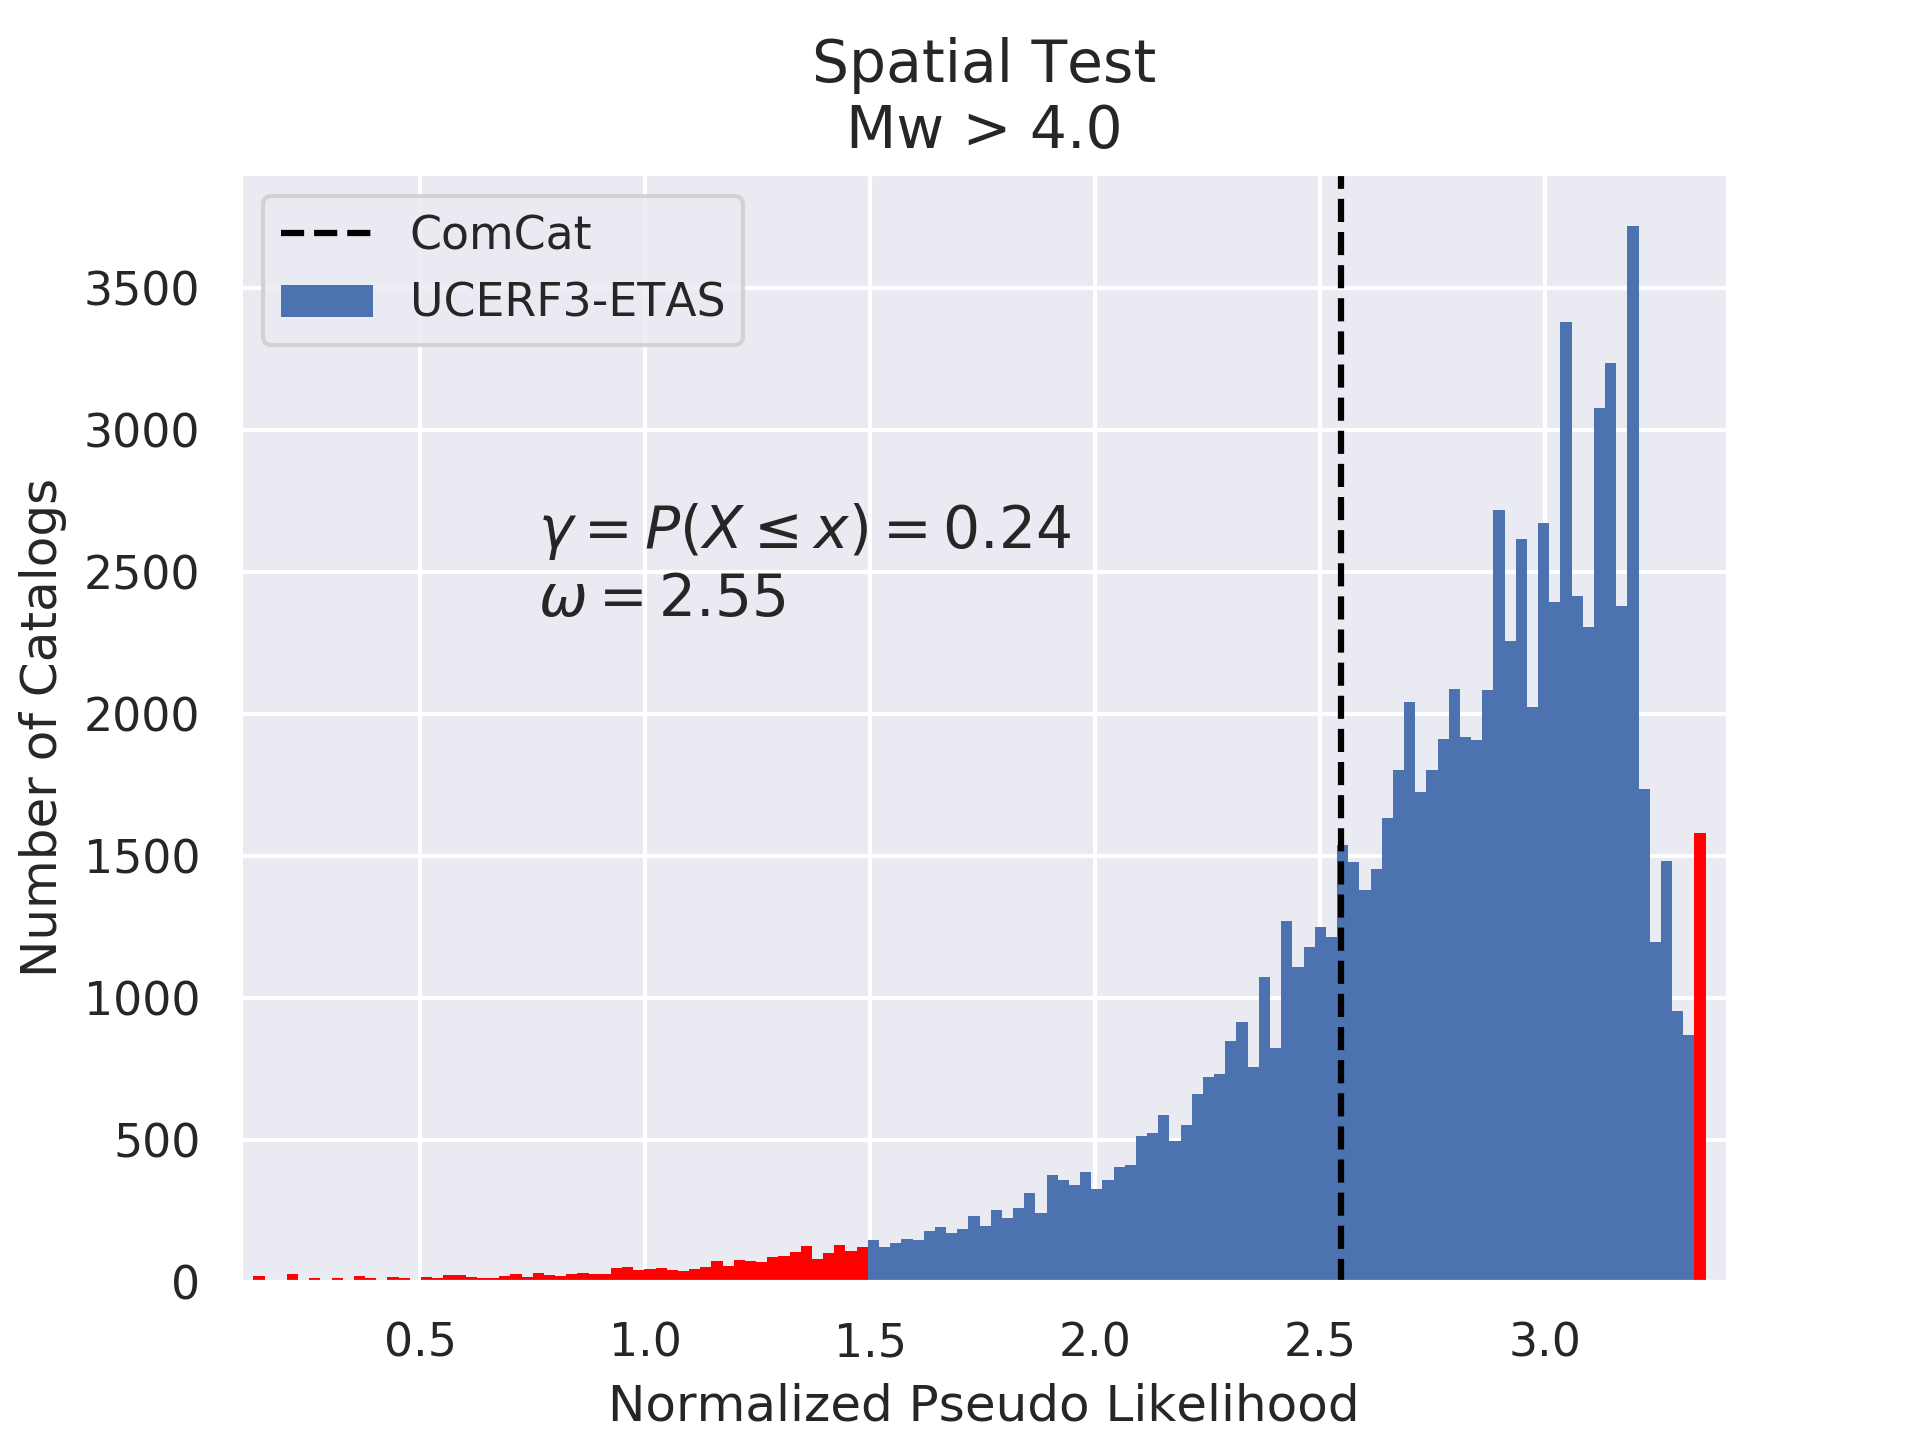 Spatial Test
Mw > 4.0
ComCat
UCERF3-ETAS
γ = P(X ≤ x) = 0.24
ω = 2.55
Number of Catalogs
3500
3000
2500
2000
1500
1000
500
0
0.5 1.0 1.5 2.0 2.5 3.0
Normalized Pseudo Likelihood